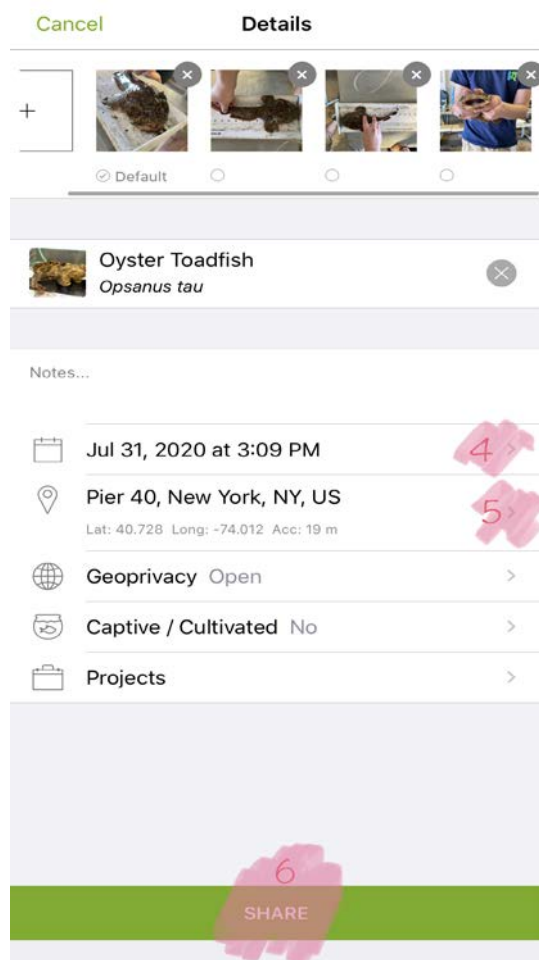 Cancel Details
Default
Oyster Toadfish
Opsanus tau
Notes...
Jul 31, 2020 at 3:09 PM 4
Pier 40, New York, NY, US 5
Lat: 40.728 Long: -74.012 Acc: 19 m
Geoprivacy Open
Captive / Cultivated No
Projects
6
SHARE